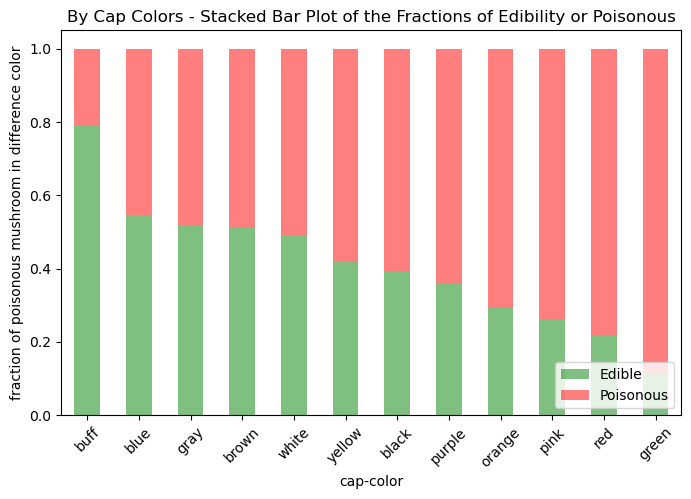 By Cap Colors - Stacked Bar Plot of the Fractions of Edibility or Poisonous
fraction of poisonous mushroom in difference color
1.0
0.8
0.6
0.4
0.2
0.0
Edible
Poisonous
buff
blue
gray
brown
white
yellow
black
purple
orange
pink
red
green
cap-color